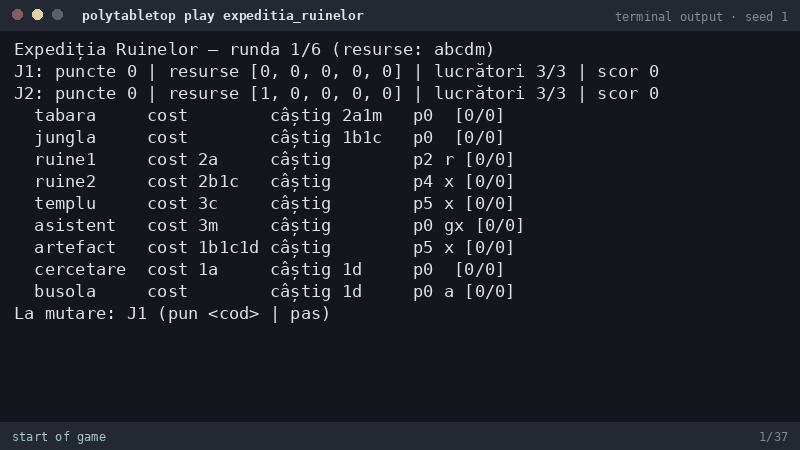 polytabletop play expeditia_ruinelor
terminal output · seed 1
Expediția Ruinelor — runda 1/6 (resurse: abcdm)
J1: puncte 0 | resurse [0, 0, 0, 0, 0] | lucrători 3/3 | scor 0
J2: puncte 0 | resurse [1, 0, 0, 0, 0] | lucrători 3/3 | scor 0
tabara cost câștig 2a1m p0 [0/0]
jungla cost câștig 1b1c p0 [0/0]
ruine1 cost 2a câștig p2 r [0/0]
ruine2 cost 2b1c câștig p4 x [0/0]
templu cost 3c câștig p5 x [0/0]
asistent cost 3m câștig p0 gx [0/0]
artefact cost 1b1c1d câștig p5 x [0/0]
cercetare cost 1a câștig 1d p0 [0/0]
busola cost câștig 1d p0 a [0/0]
La mutare: J1 (pun <cod> | pas)
start of game
1/37